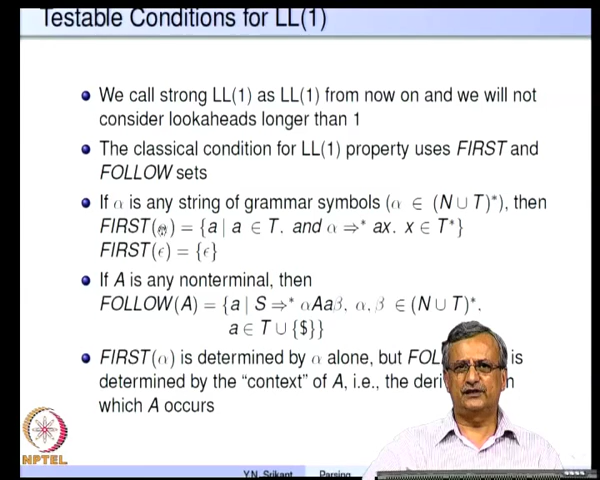 Testable Conditions for LL(1)
We call strong LL(1) as LL(1) from now on and we will not
consider lookaheads longer than 1
The classical condition for LL(1) property uses FIRST and
FOLLOW sets
If α is any string of grammar symbols (α ∈ (N ∪ T)*), then
FIRST(α) = {a | a ∈ T, and α ⇒* ax, x ∈ T*}
FIRST(ϵ) = {ϵ}
If A is any nonterminal, then
FOLLOW(A) = {a | S ⇒* αAaβ, α, β ∈ (N ∪ T)*,
a ∈ T ∪ {$}}
FIRST(α) is determined by α alone, but is
determined by the "context" of A, i.e., the
which A occurs
NPTEL
Y.N. Srikant Parsing